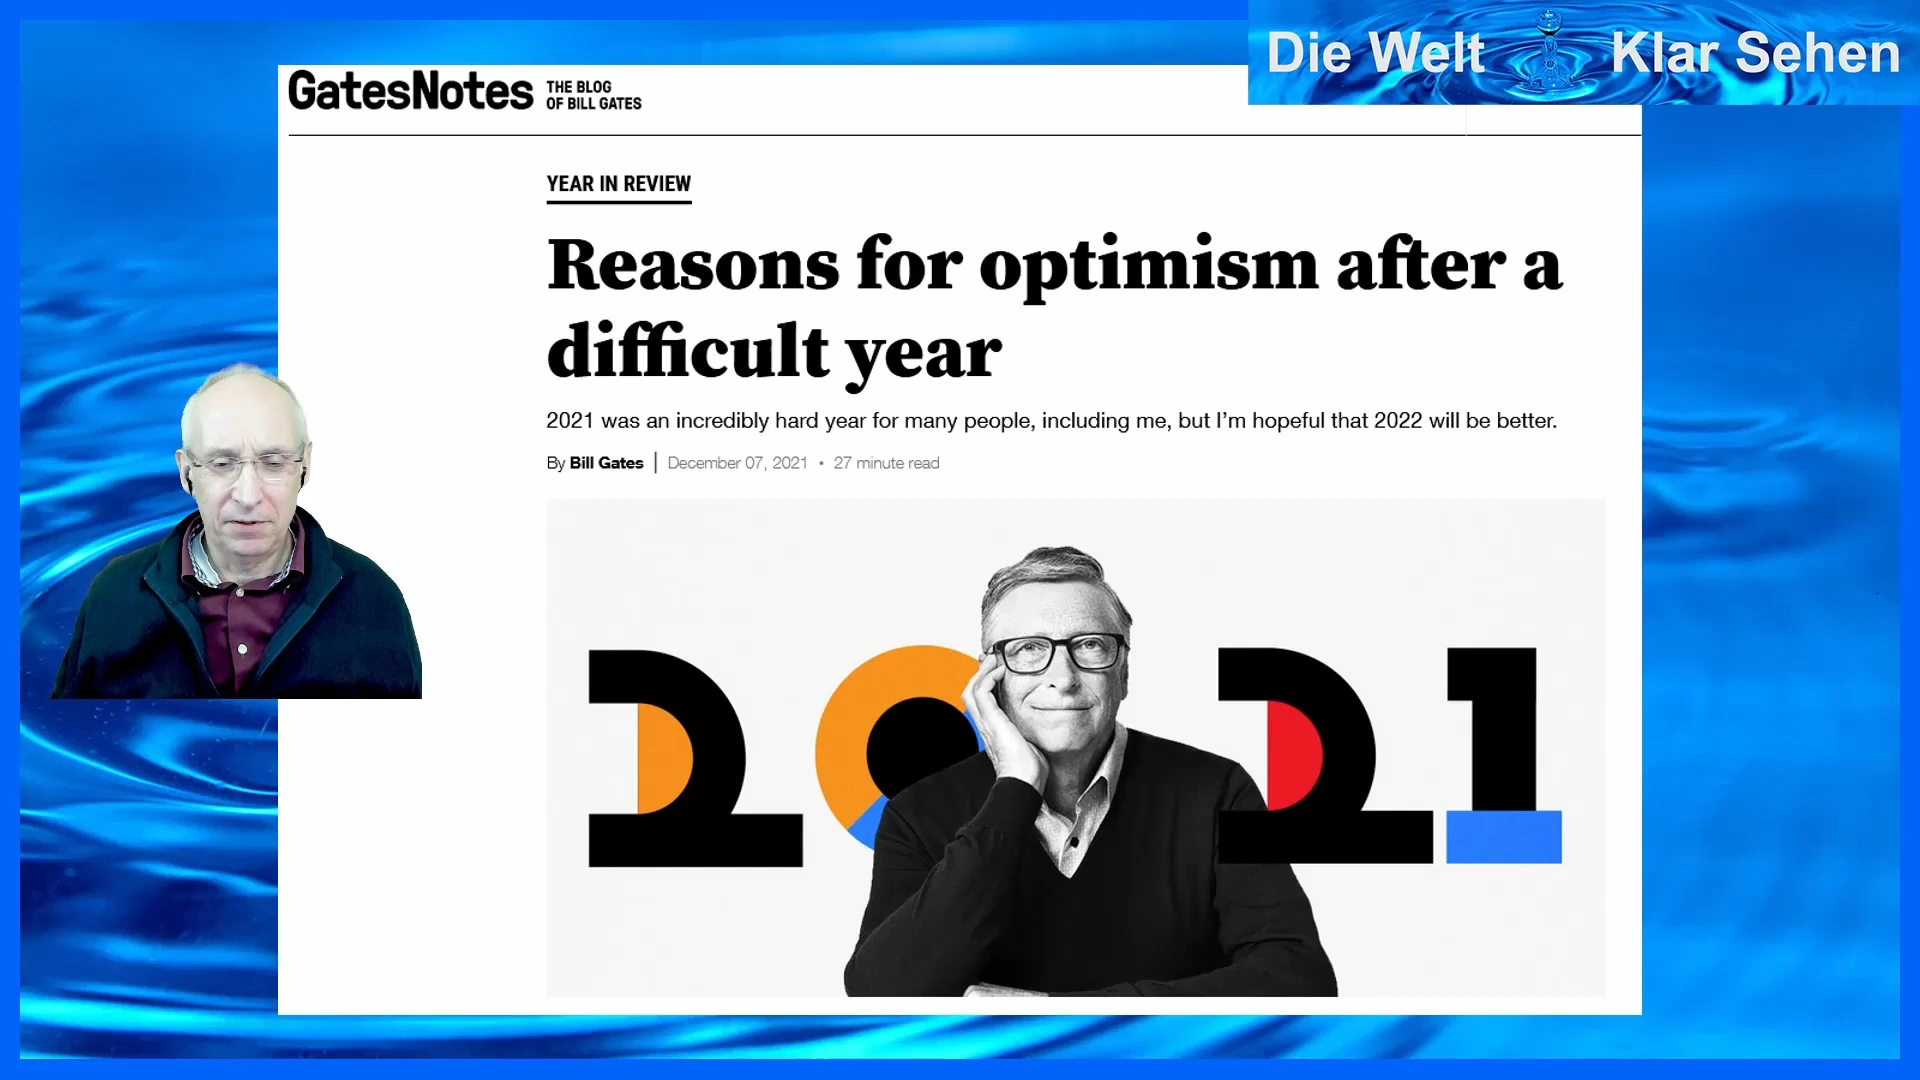 Die Welt Klar Sehen
GatesNotes
THE BLOG
OF BILL GATES
YEAR IN REVIEW
Reasons for optimism after a
difficult year
2021 was an incredibly hard year for many people, including me, but I’m hopeful that 2022 will be better.
By Bill Gates | December 07, 2021 • 27 minute read
2021